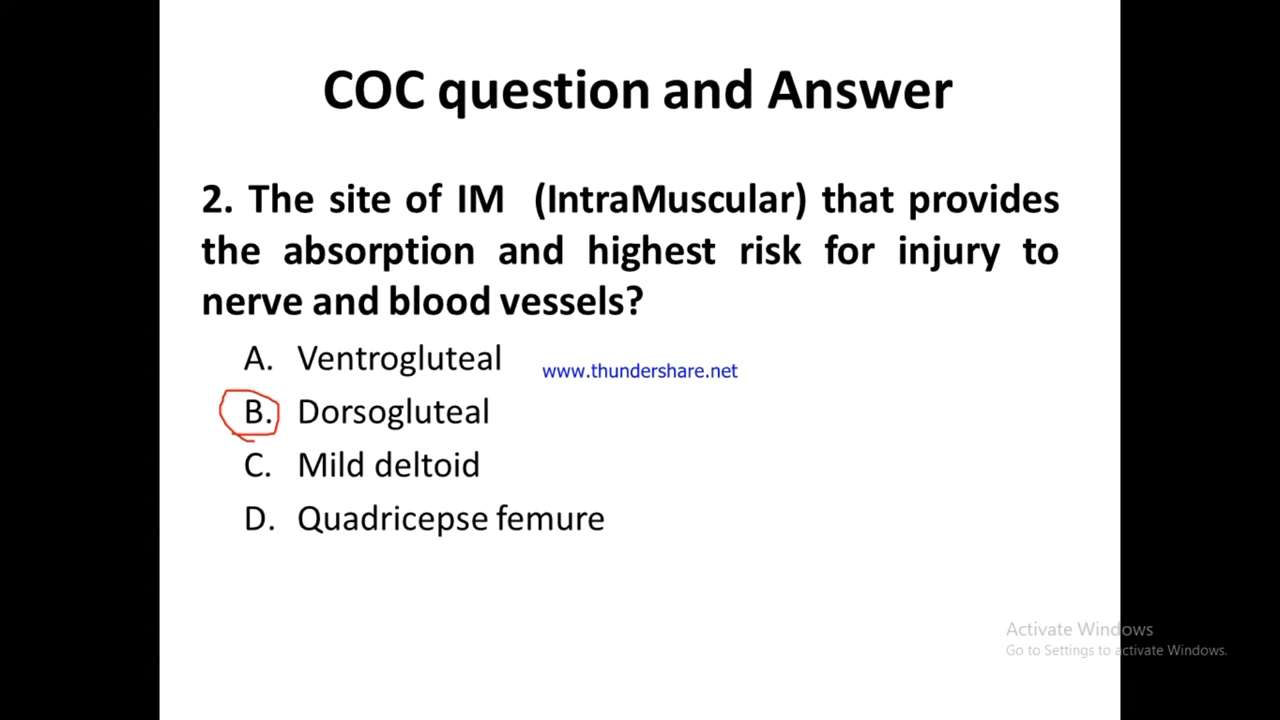 COC question and Answer
2. The site of IM (IntraMuscular) that provides
the absorption and highest risk for injury to
nerve and blood vessels?
A. Ventrogluteal
www.thundershare.net
B. Dorsogluteal
C. Mild deltoid
D. Quadricepse femure
Activate Windows
Go to Settings to activate Windows.